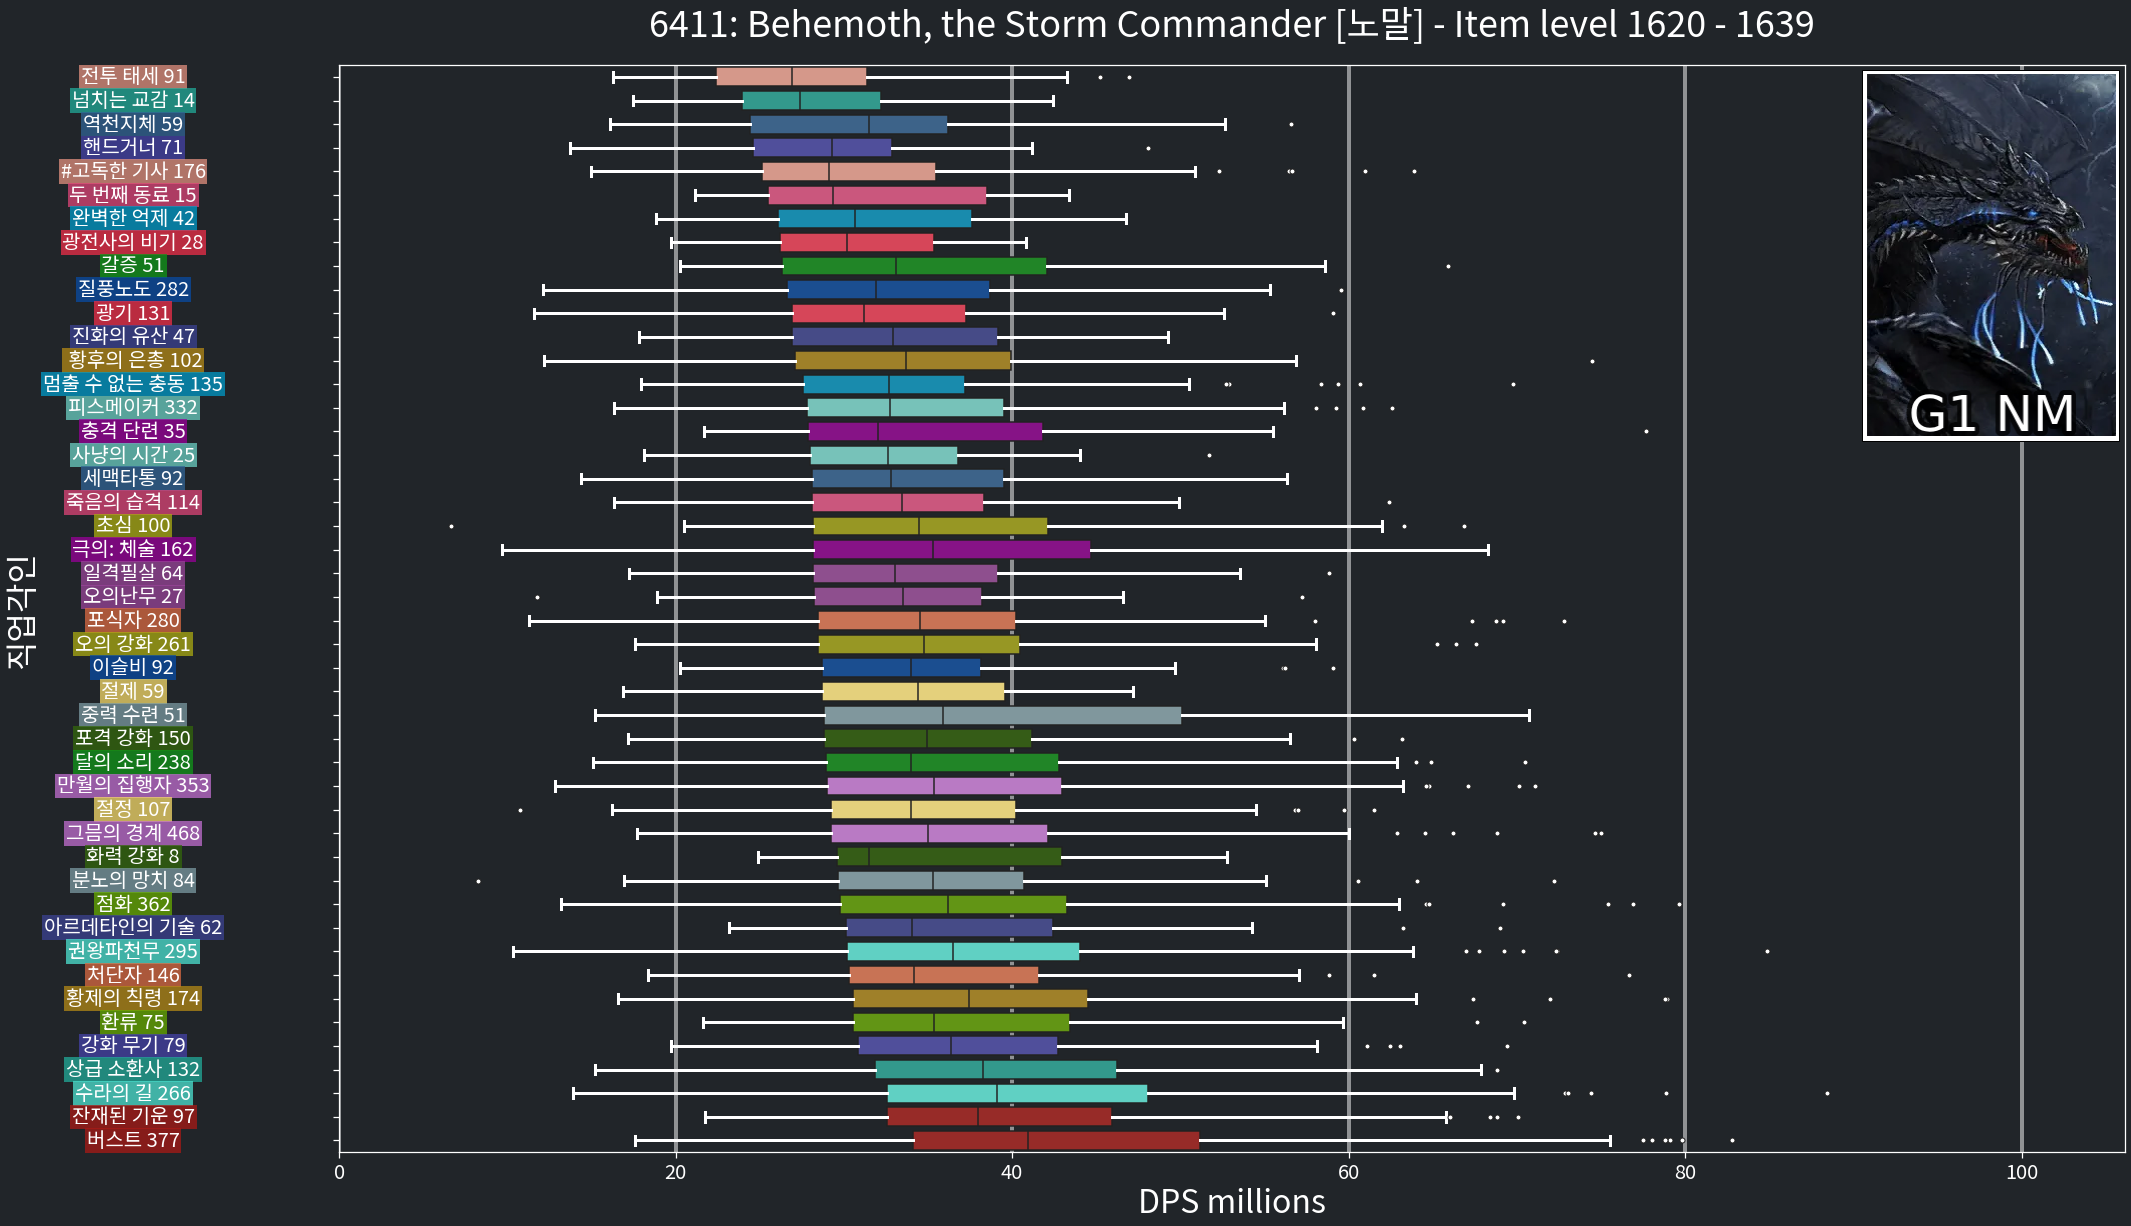 6411: Behemoth, the Storm Commander [노말] - Item level 1620 - 1639
전투 태세 91
넘치는 교감 14
역천지체 59
핸드거너 71
#고독한 기사 176
두 번째 동료 15
완벽한 억제 42
광전사의 비기 28
갈증 51
질풍노도 282
광기 131
진화의 유산 47
황후의 은총 102
멈출 수 없는 충동 135
피스메이커 332
충격 단련 35
사냥의 시간 25
세맥타통 92
죽음의 습격 114
초심 100
극의: 체술 162
일격필살 64
오의난무 27
포식자 280
오의 강화 261
이슬비 92
절제 59
중력 수련 51
포격 강화 150
달의 소리 238
만월의 집행자 353
절정 107
그믐의 경계 468
화력 강화 8
분노의 망치 84
점화 362
아르데타인의 기술 62
권왕파천무 295
처단자 146
황제의 칙령 174
환류 75
강화 무기 79
상급 소환사 132
수라의 길 266
잔재된 기운 97
버스트 377
직업각인
G1 NM
0 20 40 60 80 100
DPS millions